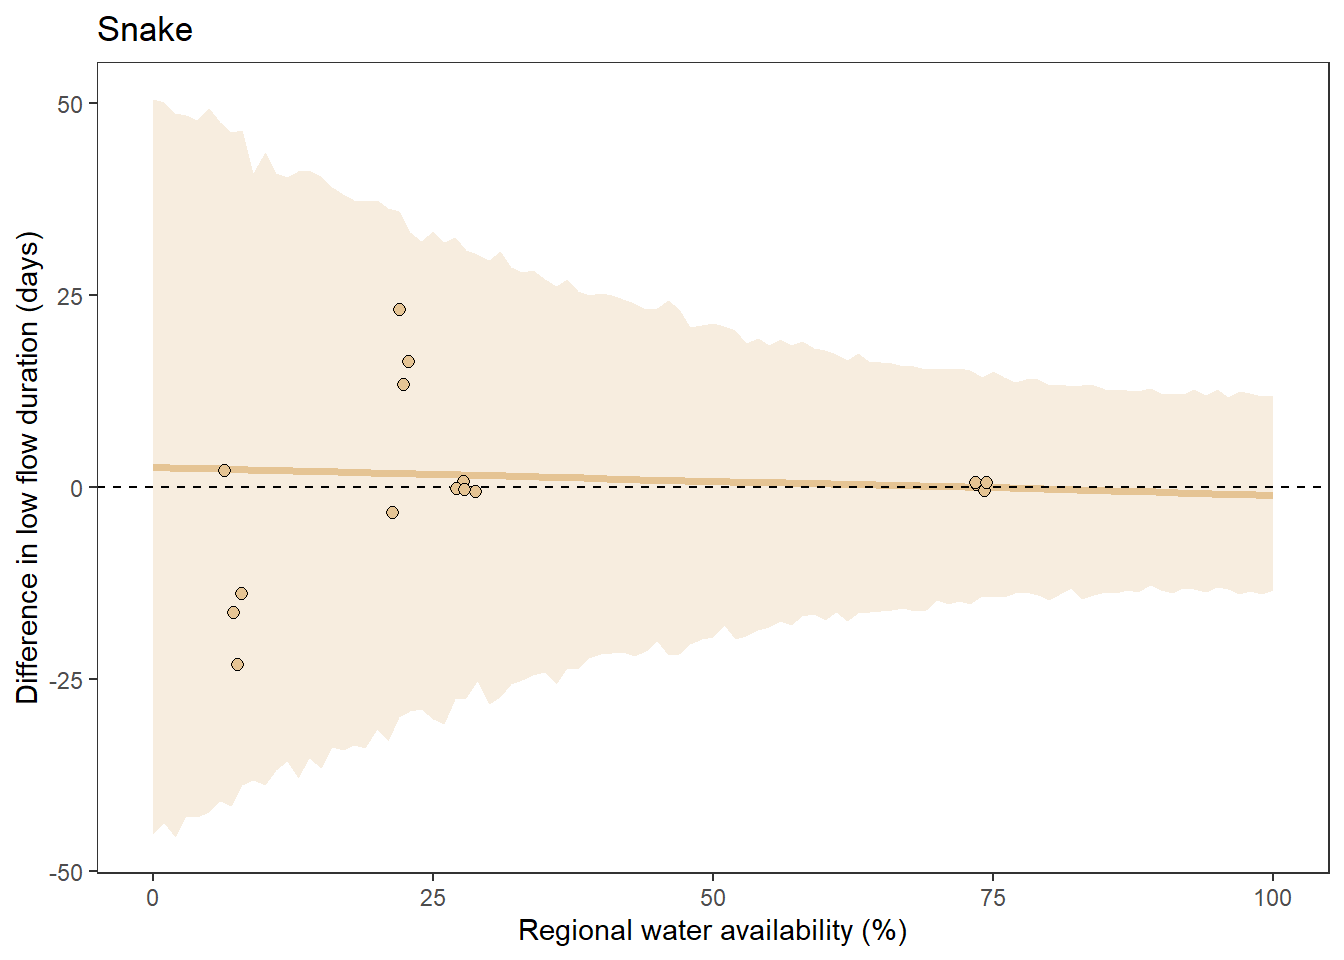 Snake
Difference in low flow duration (days)
50
25
0
-25
-50
0 25 50 75 100
Regional water availability (%)